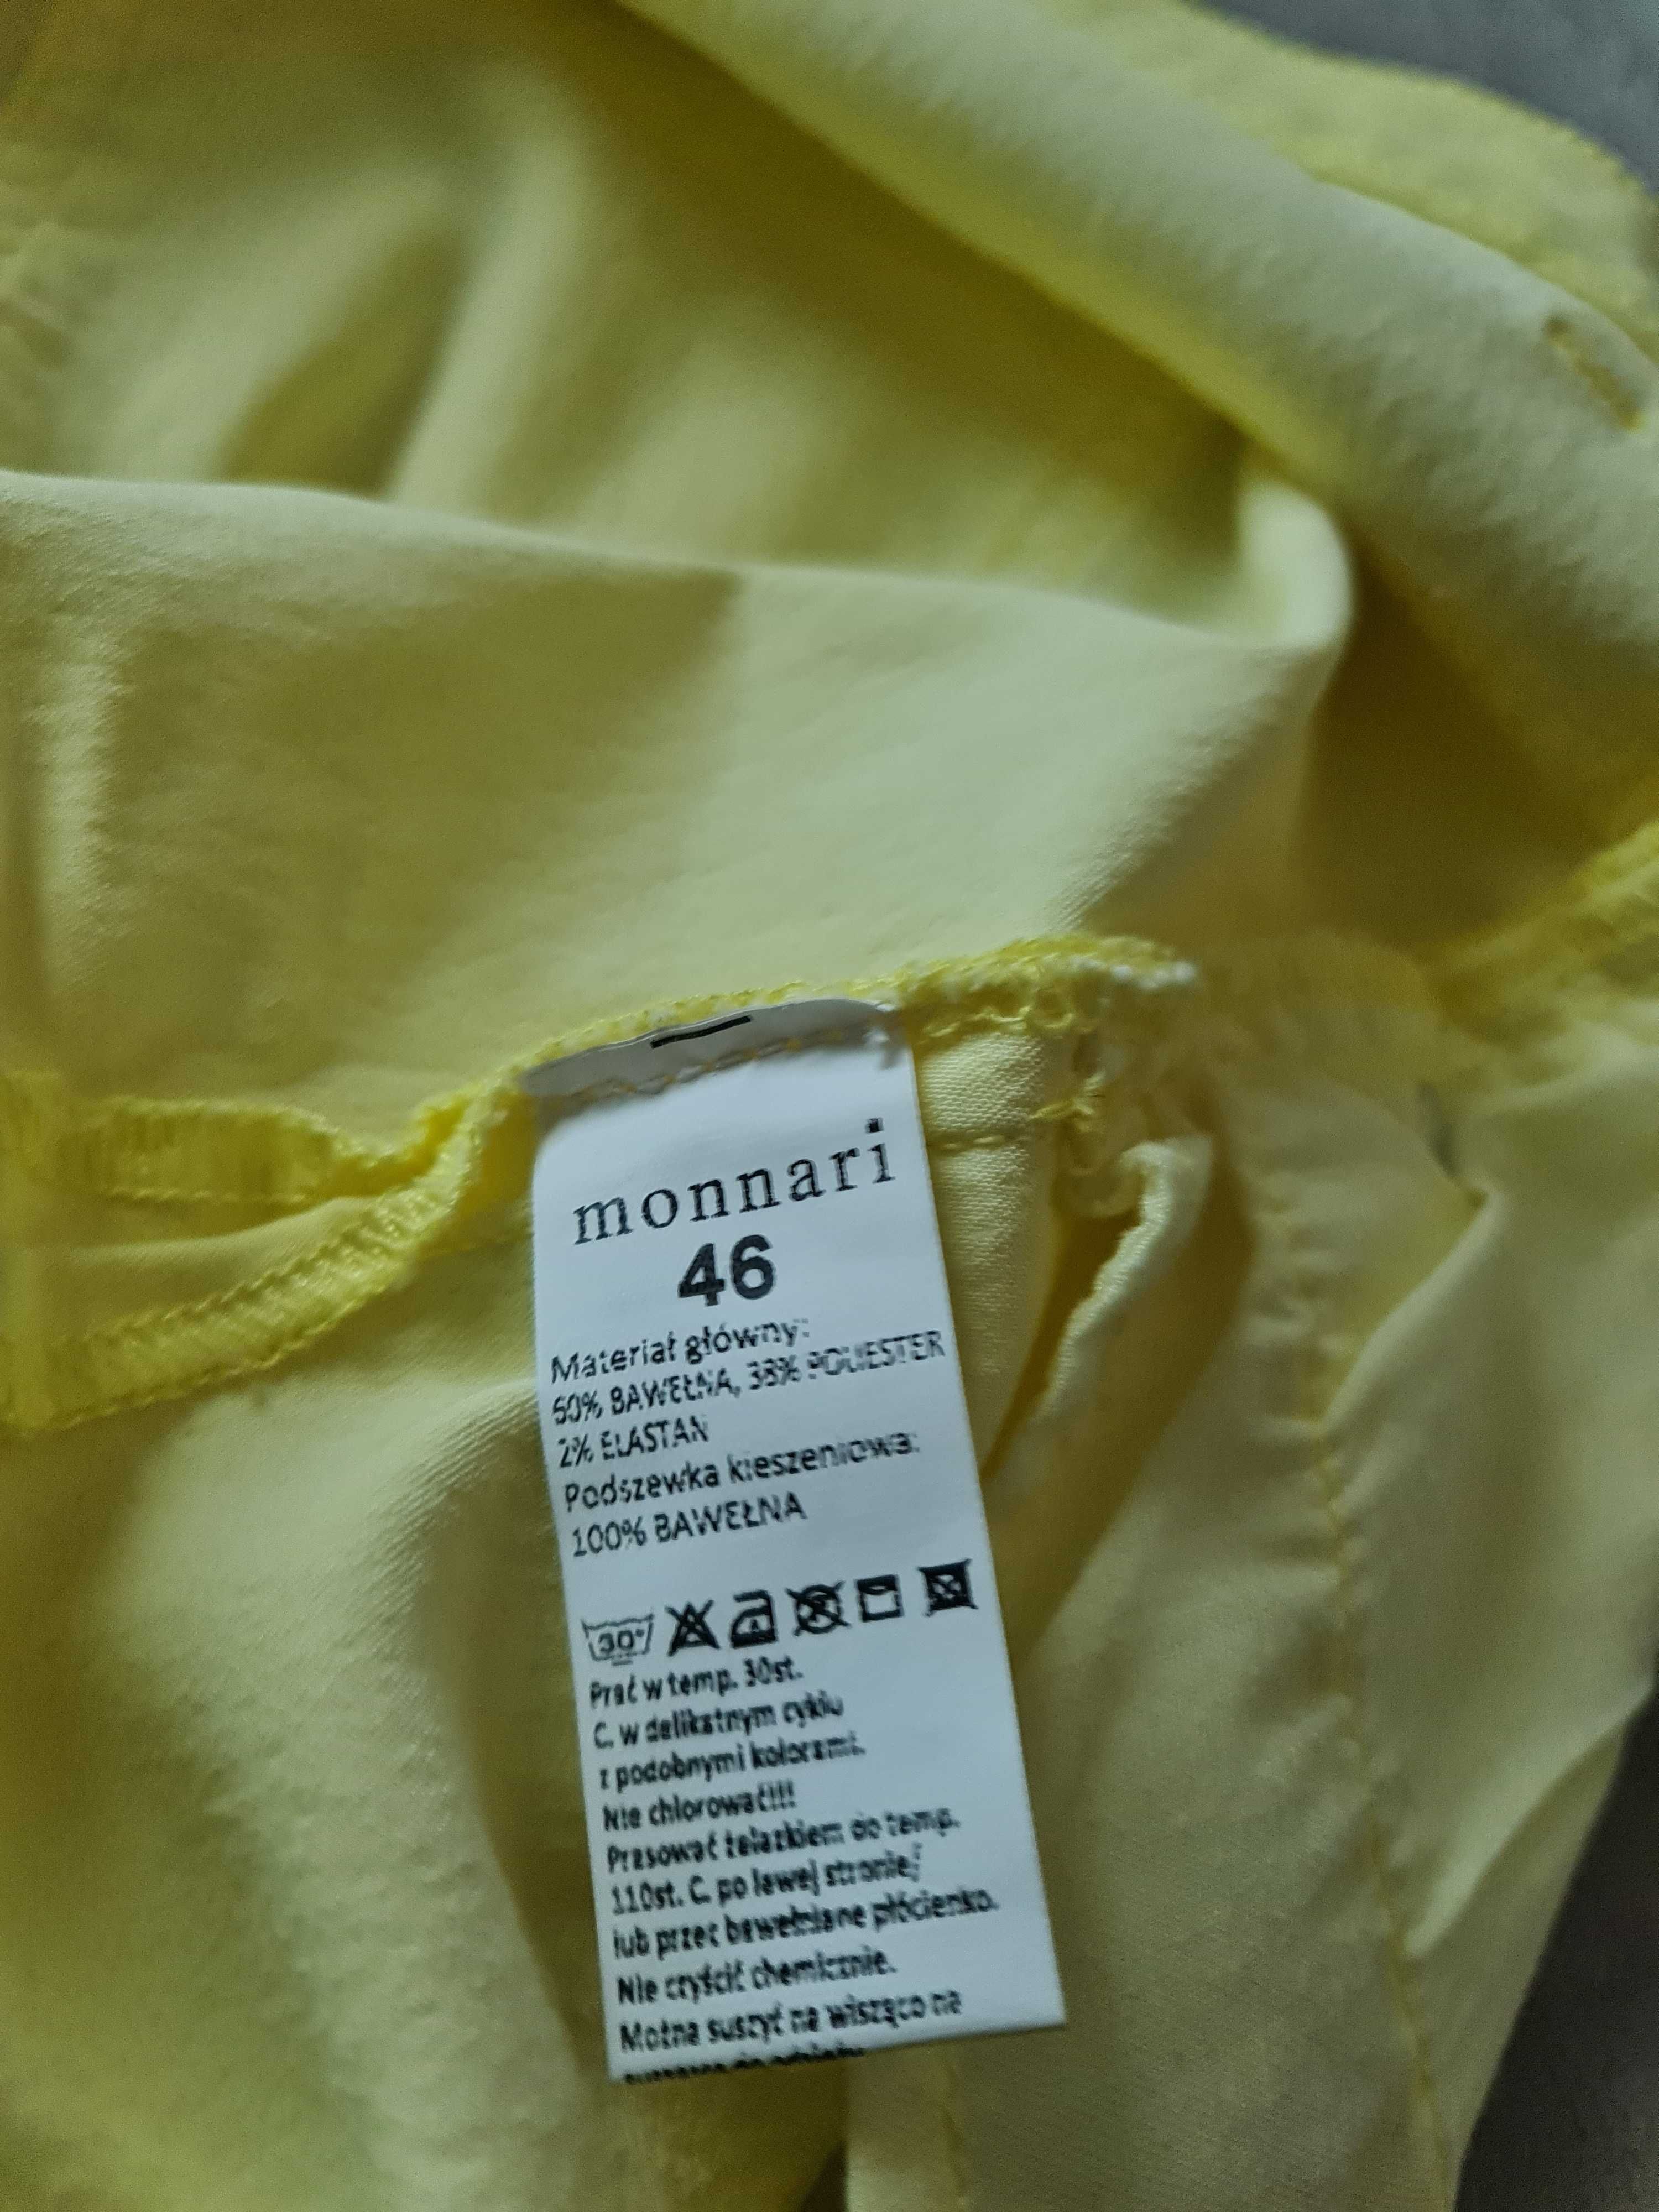 monnari
46
Materiał główny:
60% BAWEŁNA, 38% POLIESTER
2% ELASTAN
Podszewka kieszeniowa:
100% BAWEŁNA
30°
Prać w temp. 30st.
C. w delikatnym cyklu
z podobnymi kolorami.
Nie chlorować!!!
Prasować żelazkiem do temp.
110st. C. po lewej stronie,
lub przez bawełniane płócienko.
Nie czyścić chemicznie.
Można suszyć na wisząco na